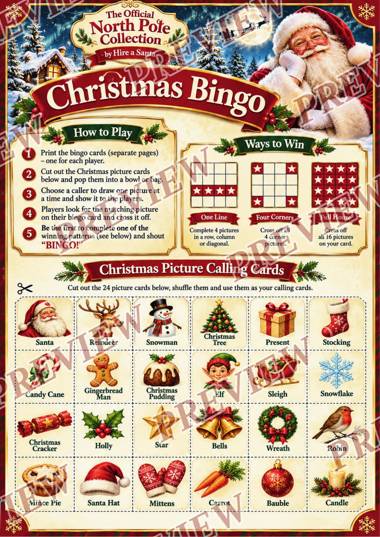 The Official
North Pole
Collection
by Hire a Santa
Christmas Bingo
How to Play
1 Print the bingo cards (separate pages)
– one for each player.
2 Cut out the Christmas picture cards
below and pop them into a bowl or bag.
3 Choose a caller to draw one picture at
a time and show it to the players.
4 Players look for the matching picture
on their bingo card and cross it off.
5 Be the first to complete one of the
winning patterns (see below) and shout
"BINGO!"
Ways to Win
One Line
Complete 4 pictures
in a row, column
or diagonal.
Four Corners
Cross off all
4 corner
pictures.
Full House
Cross off
all 16 pictures
on your card.
Christmas Picture Calling Cards
Cut out the 24 picture cards below, shuffle them and use them as your calling cards.
Santa
Reindeer
Snowman
Christmas
Tree
Present
Stocking
Candy Cane
Gingerbread
Man
Christmas
Pudding
Elf
Sleigh
Snowflake
Christmas
Cracker
Holly
Star
Bells
Wreath
Robin
Mince Pie
Santa Hat
Mittens
Carrot
Bauble
Candle
PREVIEW